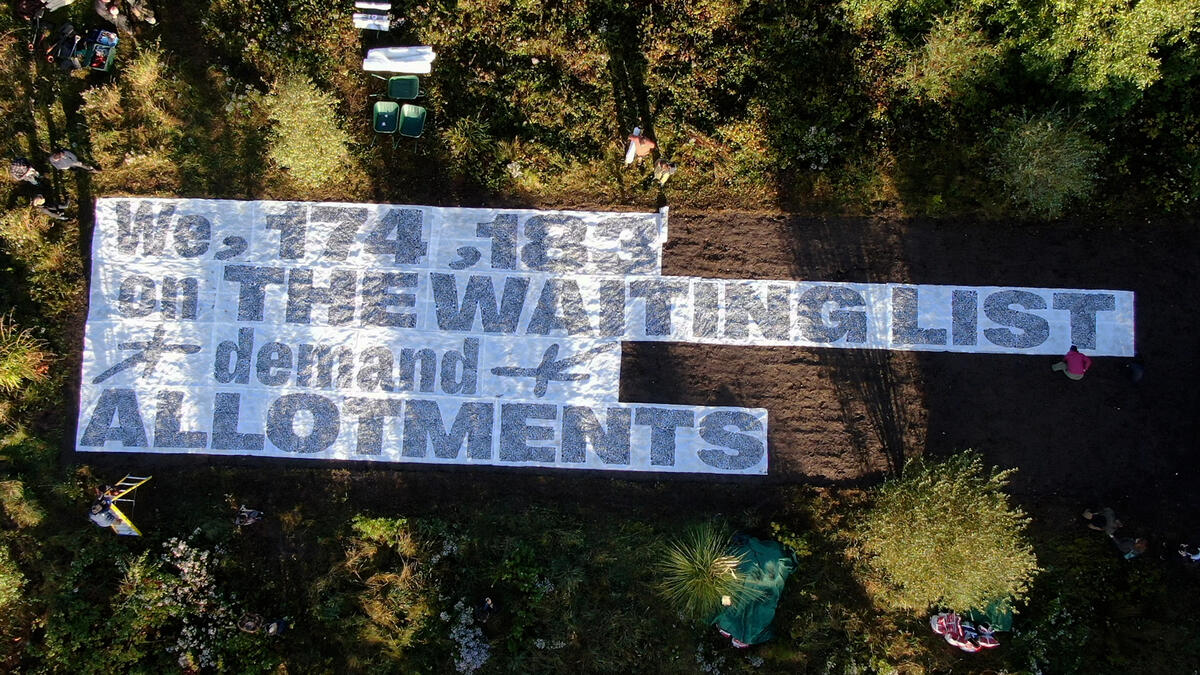 We, 174,183
on THE WAITING LIST
demand
ALLOTMENTS